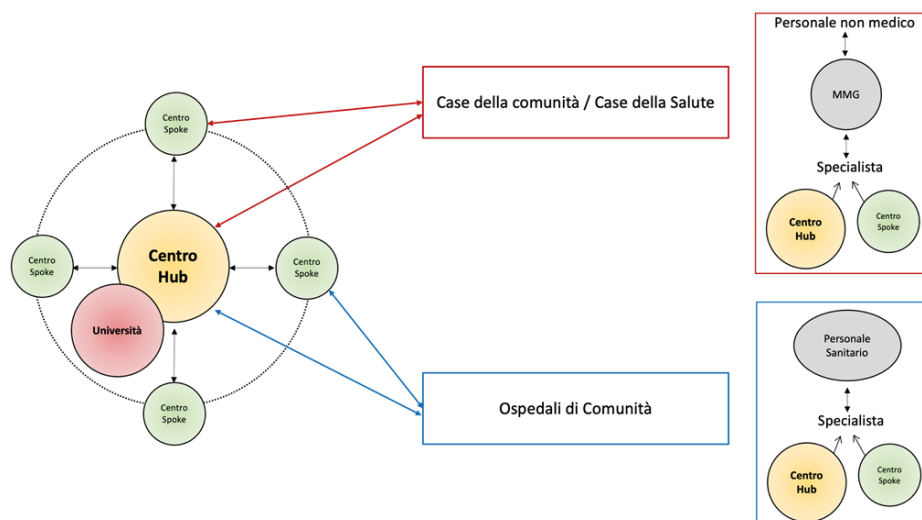 Centro
Spoke
Centro
Spoke
Centro
Hub
Centro
Spoke
Università
Centro
Spoke
Case della comunità / Case della Salute
Ospedali di Comunità
Personale non medico
MMG
Specialista
Centro
Hub
Centro
Spoke
Personale
Sanitario
Specialista
Centro
Hub
Centro
Spoke